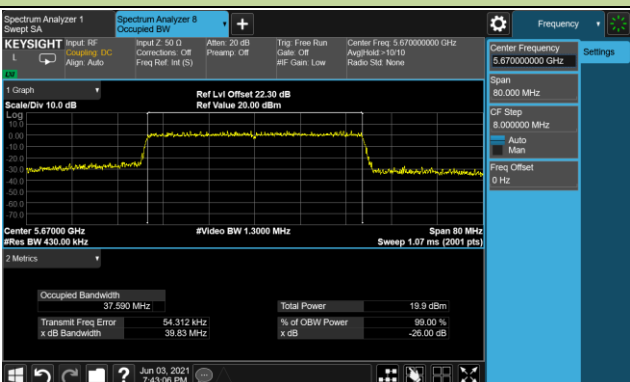 Spectrum Analyzer 1
Swept SA
Spectrum Analyzer 8
Occupied BW
+
Frequency
KEYSIGHT
L
LXI
Input: RF
Coupling: DC
Align: Auto
Input Z: 50 Ω
Corrections: Off
Freq Ref: Int (S)
Atten: 20 dB
Preamp: Off
Trig: Free Run
Gate: Off
#IF Gain: Low
Center Freq: 5.670000000 GHz
Avg|Hold:>10/10
Radio Std: None
Center Frequency
5.670000000 GHz
Settings
Span
80.000 MHz
CF Step
8.000000 MHz
Auto
Man
Freq Offset
0 Hz
1 Graph
Scale/Div 10.0 dB
Ref Lvl Offset 22.30 dB
Ref Value 20.00 dBm
Log
10.0
0.00
-10.0
-20.0
-30.0
-40.0
-50.0
-60.0
-70.0
Center 5.67000 GHz
#Video BW 1.3000 MHz
Span 80 MHz
#Res BW 430.00 kHz
Sweep 1.07 ms (2001 pts)
2 Metrics
Occupied Bandwidth
37.590 MHz
Total Power 19.9 dBm
Transmit Freq Error 54.312 kHz
% of OBW Power 99.00 %
x dB Bandwidth 39.83 MHz
x dB -26.00 dB
?
Jun 03, 2021
7:43:06 PM